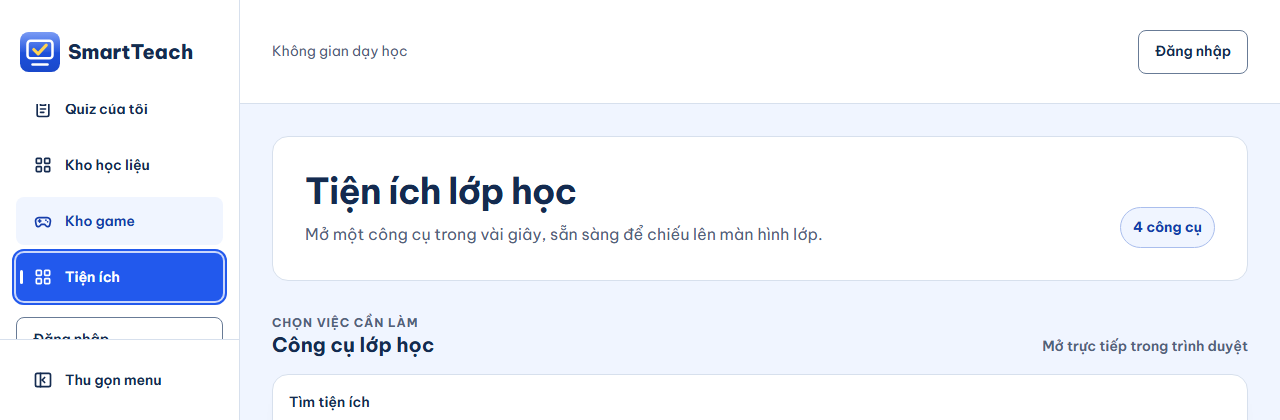 SmartTeach
Quiz của tôi
Kho học liệu
Kho game
Tiện ích
Đăng nhập
Thu gọn menu
Không gian dạy học
Đăng nhập
Tiện ích lớp học
Mở một công cụ trong vài giây, sẵn sàng để chiếu lên màn hình lớp.
4 công cụ
CHỌN VIỆC CẦN LÀM
Công cụ lớp học
Mở trực tiếp trong trình duyệt
Tìm tiện ích